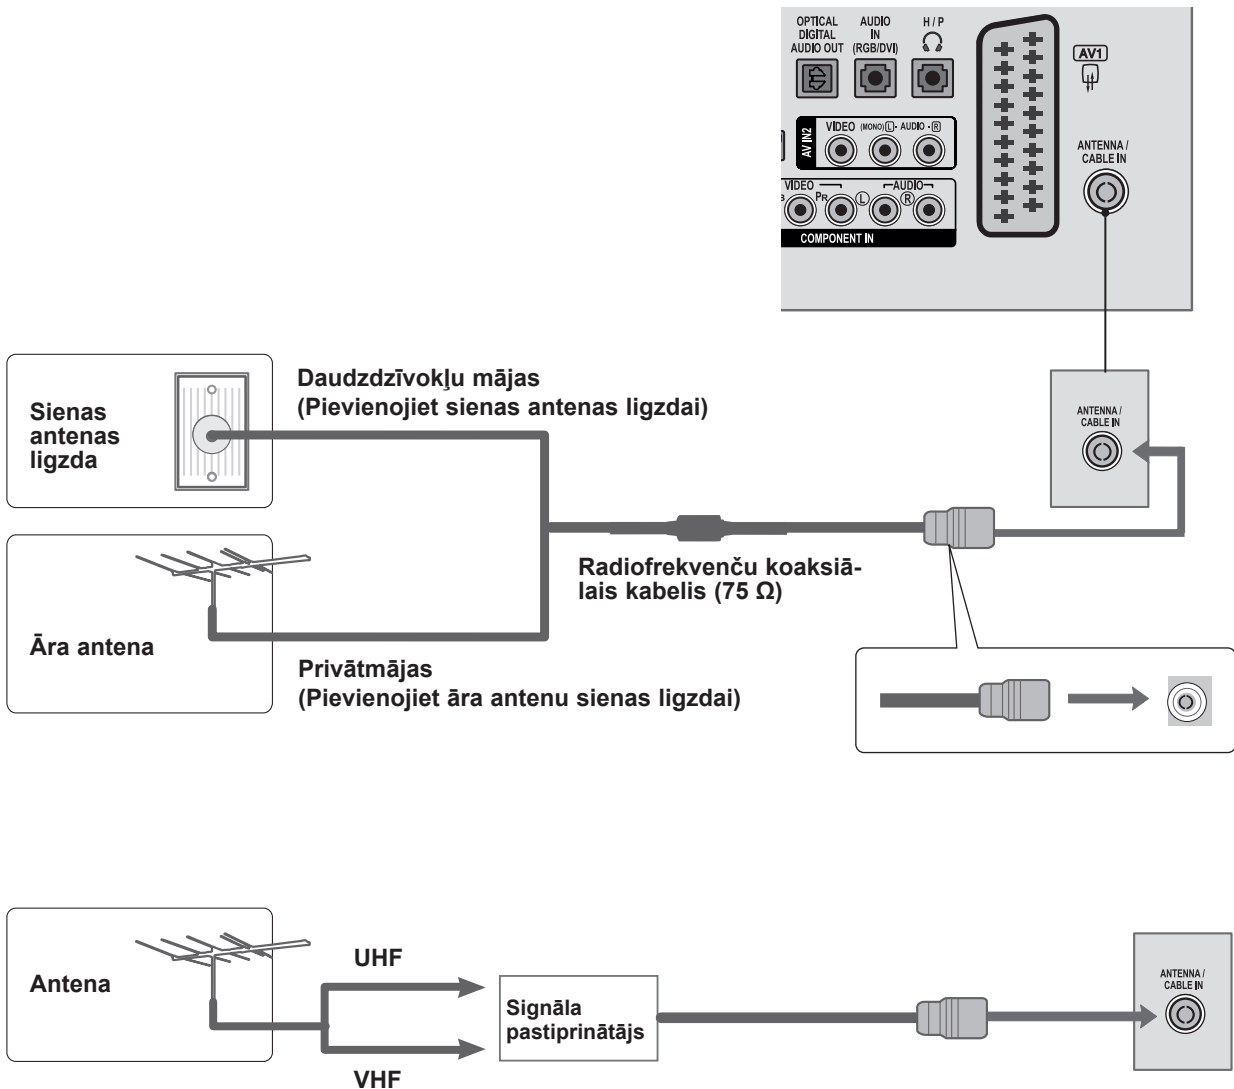 OPTICAL
DIGITAL
AUDIO OUT
AUDIO
IN
(RGB/DVI)
H / P
AV1
AV IN2
VIDEO (MONO) L - AUDIO - R
ANTENNA /
CABLE IN
VIDEO
AUDIO
B PR L R
COMPONENT IN
Sienas
antenas
ligzda
Daudzdzīvokļu mājas
(Pievienojiet sienas antenas ligzdai)
ANTENNA /
CABLE IN
Radiofrekvenču koaksiā-
lais kabelis (75 Ω)
Āra antena
Privātmājas
(Pievienojiet āra antenu sienas ligzdai)
Antena
UHF
VHF
Signāla
pastiprinātājs
ANTENNA /
CABLE IN